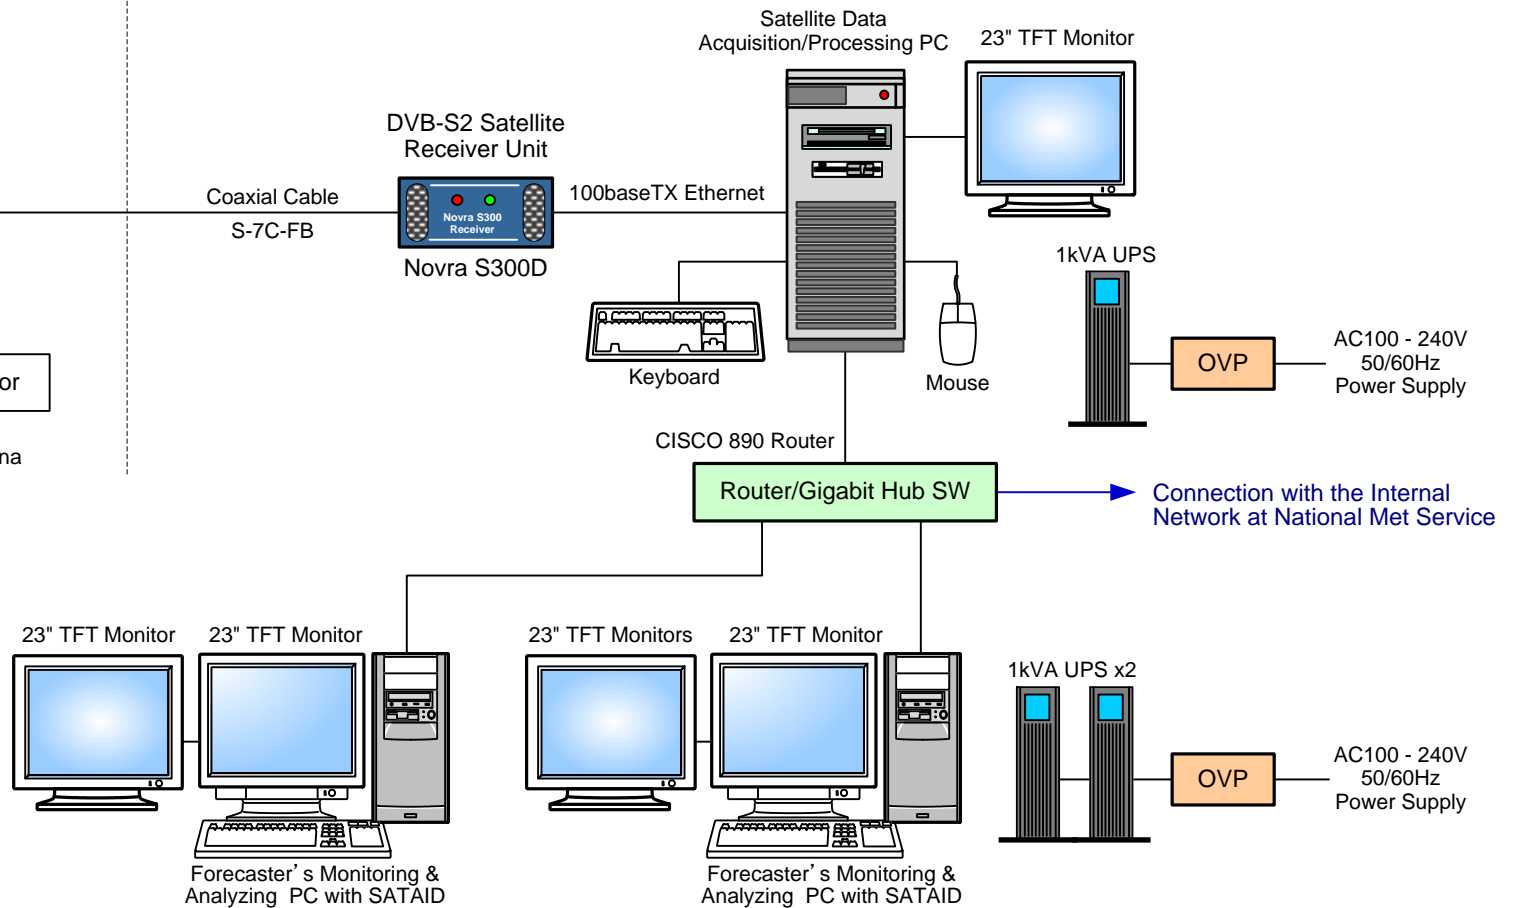 Satellite Data
Acquisition/Processing PC
23" TFT Monitor
DVB-S2 Satellite
Receiver Unit
Coaxial Cable
S-7C-FB
Novra S300
Receiver
100baseTX Ethernet
Novra S300D
1kVA UPS
Keyboard
Mouse
OVP
AC100 - 240V
50/60Hz
Power Supply
or
na
CISCO 890 Router
Router/Gigabit Hub SW
Connection with the Internal
Network at National Met Service
23" TFT Monitor
23" TFT Monitor
23" TFT Monitors
23" TFT Monitor
1kVA UPS x2
OVP
AC100 - 240V
50/60Hz
Power Supply
Forecaster’s Monitoring &
Analyzing PC with SATAID
Forecaster’s Monitoring &
Analyzing PC with SATAID